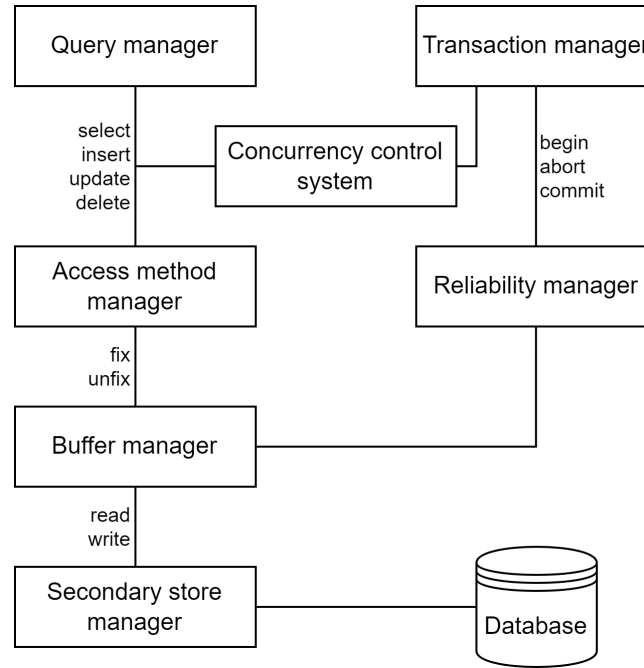 Query manager
Transaction manager
select
insert
update
delete
Concurrency control
system
begin
abort
commit
Access method
manager
Reliability manager
fix
unfix
Buffer manager
read
write
Secondary store
manager
Database